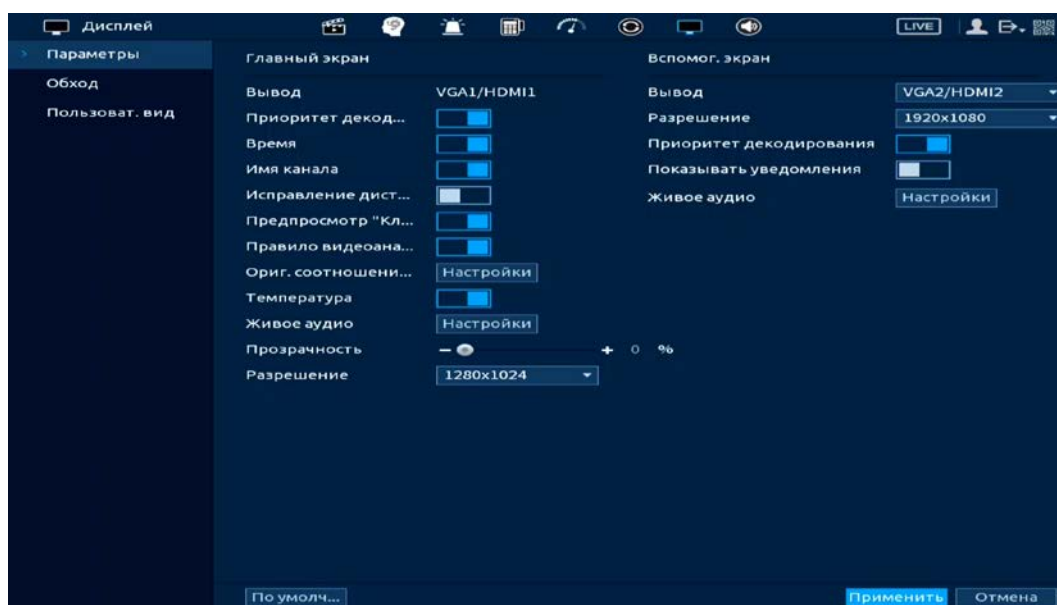 Дисплей
LIVE
Параметры
Обход
Пользоват. вид
Главный экран
Вывод VGA1/HDMI1
Приоритет декод...
Время
Имя канала
Исправление дист...
Предпросмотр "Кл...
Правило видеоана...
Ориг. соотношени... Настройки
Температура
Живое аудио Настройки
Прозрачность − + 0 %
Разрешение 1280x1024
Вспомог. экран
Вывод VGA2/HDMI2
Разрешение 1920x1080
Приоритет декодирования
Показывать уведомления
Живое аудио Настройки
По умолч... Применить Отмена